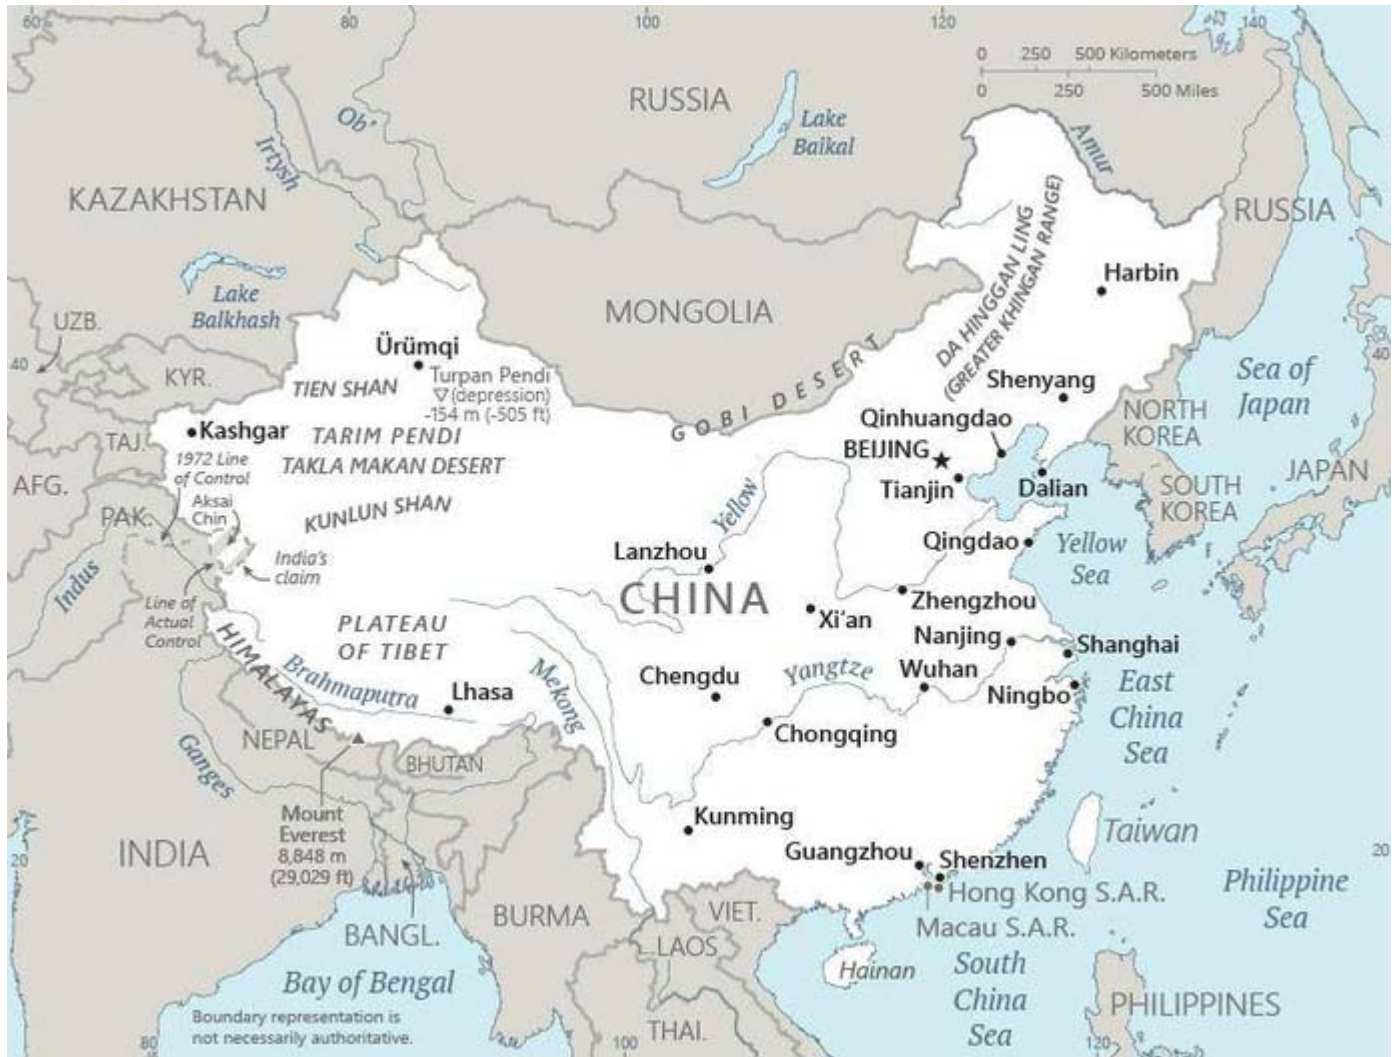 60
80
100
120
140
0 250 500 Kilometers
0 250 500 Miles
RUSSIA
Ob'
Irtysh
Lake
Baikal
Amur
KAZAKHSTAN
RUSSIA
DA HINGGAN LING
(GREATER KHINGAN RANGE)
Harbin
Lake
Balkhash
MONGOLIA
UZB.
Ürümqi
40
40
KYR.
TIEN SHAN
Turpan Pendi
(depression)
-154 m (-505 ft)
GOBI DESERT
Shenyang
Sea of
Japan
NORTH
KOREA
Qinhuangdao
Kashgar
TARIM PENDI
TAJ.
BEIJING
1972 Line
of Control
TAKLA MAKAN DESERT
Tianjin
Dalian
JAPAN
AFG.
SOUTH
KOREA
Aksai
Chin
KUNLUN SHAN
Yellow
PAK.
Qingdao
Yellow
Sea
Lanzhou
India's
claim
Indus
CHINA
Zhengzhou
Line of
Actual
Control
Xi'an
PLATEAU
OF TIBET
Nanjing
Shanghai
HIMALAYAS
Brahmaputra
Mekong
Chengdu
Yangtze
Wuhan
Lhasa
Ningbo
East
China
Sea
Chongqing
NEPAL
Ganges
BHUTAN
Mount
Everest
8,848 m
(29,029 ft)
Kunming
Taiwan
INDIA
Guangzhou
Shenzhen
20
20
Hong Kong S.A.R.
Philippine
Sea
BURMA
VIET.
Macau S.A.R.
BANGL.
LAOS
Hainan
South
China
Sea
Bay of Bengal
PHILIPPINES
Boundary representation is
not necessarily authoritative.
THAI.
80
100
120